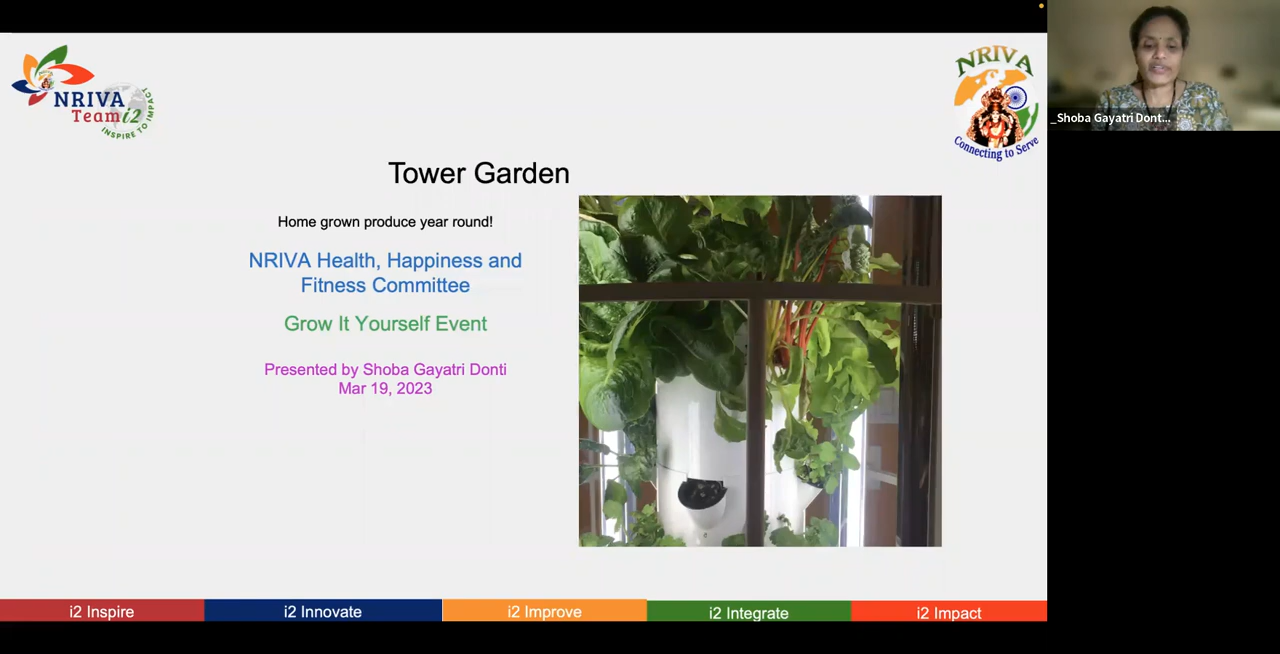 NRIVA
Team i2
INSPIRE TO IMPACT
NRIVA
Connecting to Serve
_Shoba Gayatri Dont...
Tower Garden
Home grown produce year round!
NRIVA Health, Happiness and
Fitness Committee
Grow It Yourself Event
Presented by Shoba Gayatri Donti
Mar 19, 2023
i2 Inspire
i2 Innovate
i2 Improve
i2 Integrate
i2 Impact